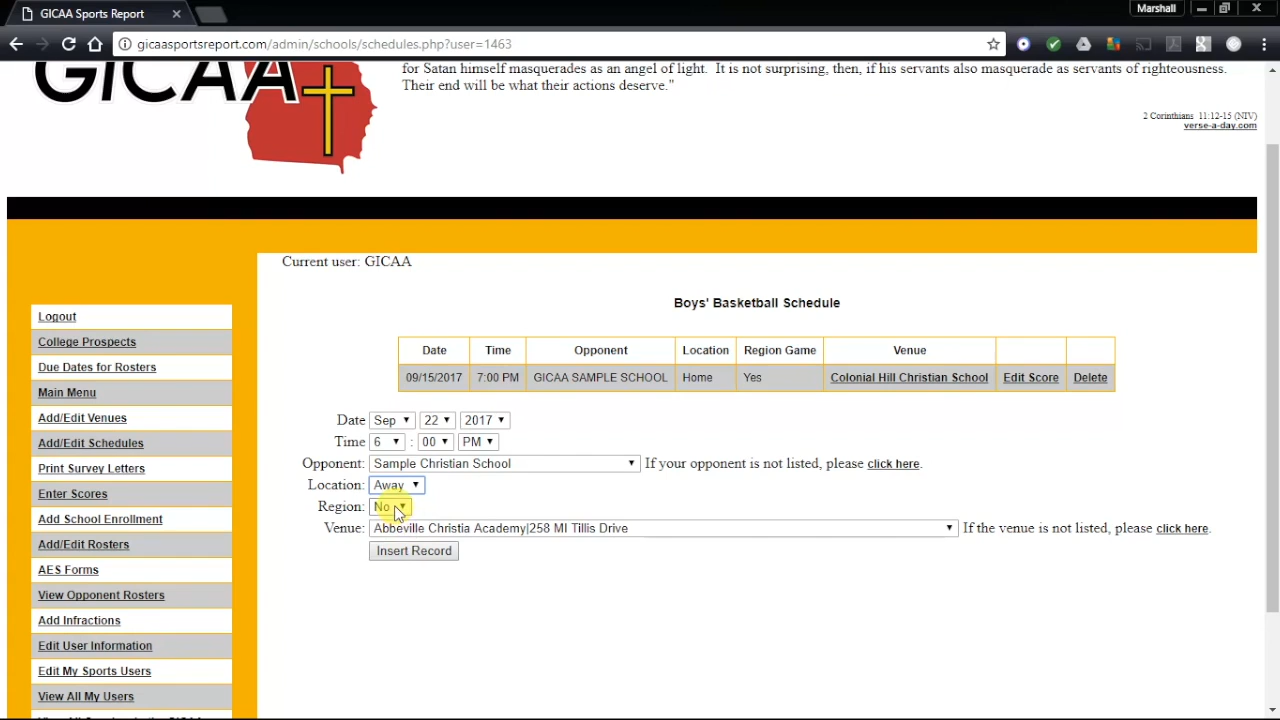 GICAA Sports Report
Marshall
gicaasportsreport.com/admin/schools/schedules.php?user=1463
GICAA
for Satan himself masquerades as an angel of light. It is not surprising, then, if his servants also masquerade as servants of righteousness.
Their end will be what their actions deserve."
2 Corinthians 11:12-15 (NIV)
verse-a-day.com
Current user: GICAA
Boys' Basketball Schedule
Date Time Opponent Location Region Game Venue
09/15/2017 7:00 PM GICAA SAMPLE SCHOOL Home Yes Colonial Hill Christian School Edit Score Delete
Date Sep 22 2017
Time 6 : 00 PM
Opponent: Sample Christian School If your opponent is not listed, please click here.
Location: Away
Region: No
Venue: Abbeville Christia Academy|258 MI Tillis Drive If the venue is not listed, please click here.
Insert Record
Logout
College Prospects
Due Dates for Rosters
Main Menu
Add/Edit Venues
Add/Edit Schedules
Print Survey Letters
Enter Scores
Add School Enrollment
Add/Edit Rosters
AES Forms
View Opponent Rosters
Add Infractions
Edit User Information
Edit My Sports Users
View All My Users